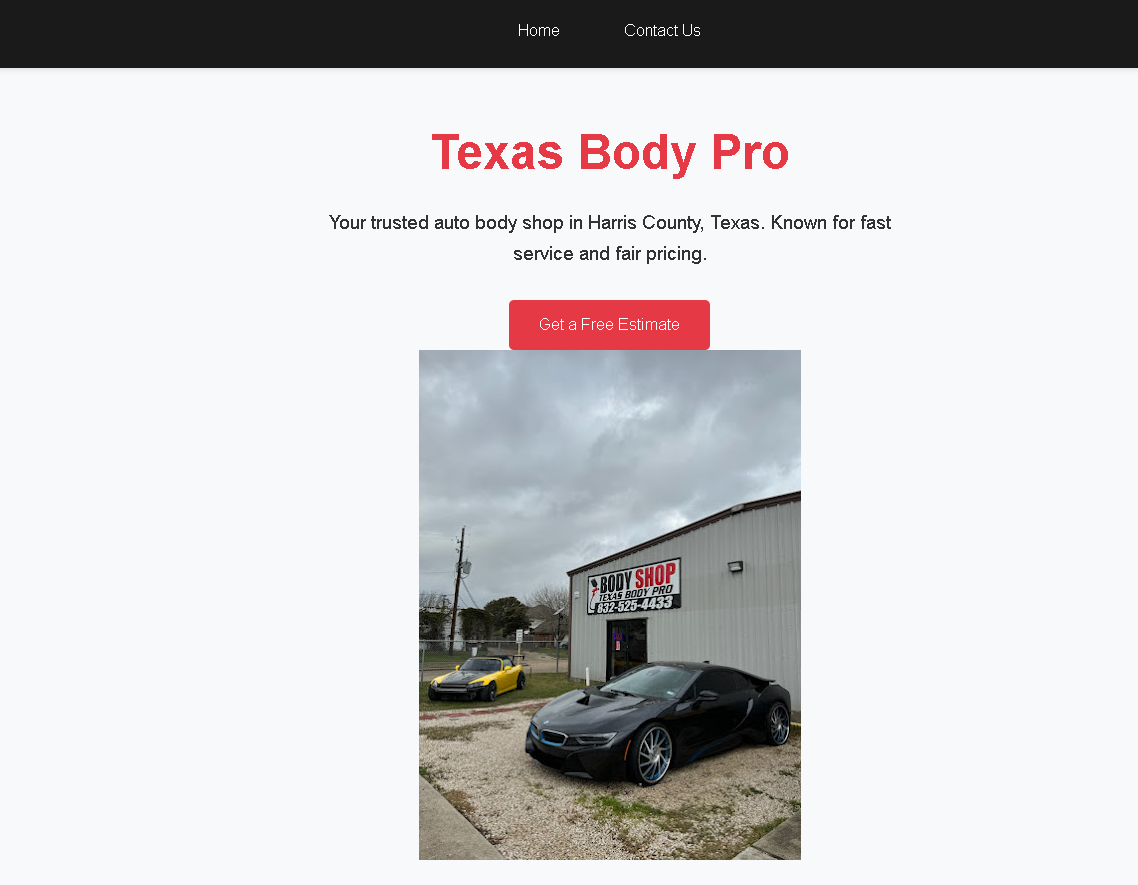 Home
Contact Us
Texas Body Pro
Your trusted auto body shop in Harris County, Texas. Known for fast
service and fair pricing.
Get a Free Estimate
BODY SHOP
TEXAS BODY PRO
832-525-4433